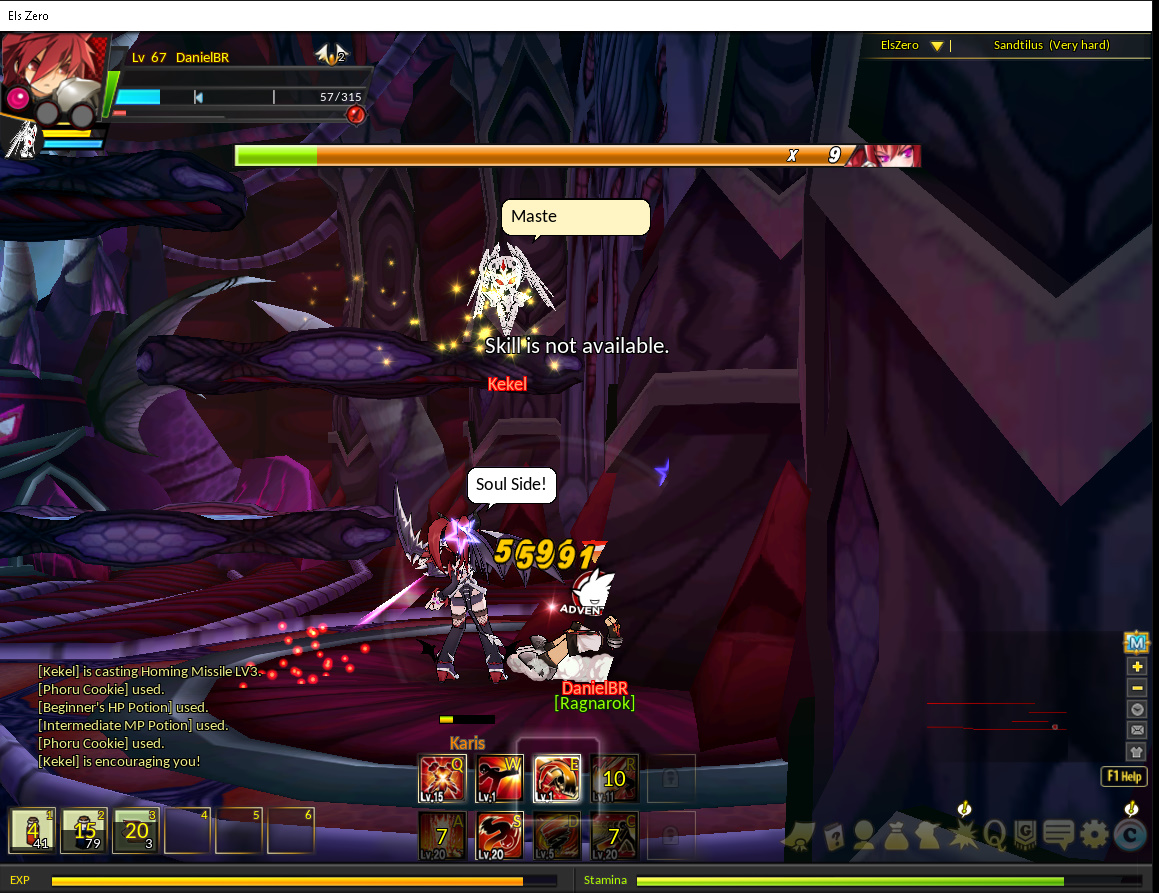 Els Zero
Lv 67 DanielBR
2
ElsZero
Sandtilus (Very hard)
57/315
x 9
Maste
Skill is not available.
Kekel
Soul Side!
55991
ADVENT
DanielBR
[Ragnarok]
[Kekel] is casting Homing Missile LV3.
[Phoru Cookie] used.
[Beginner's HP Potion] used.
[Intermediate MP Potion] used.
[Phoru Cookie] used.
[Kekel] is encouraging you!
Karis
Q W E R
10
Lv.15 Lv.1 Lv.1 Lv.11
A S D C
7 7
Lv.20 Lv.20 Lv.5 Lv.20
M
F1 Help
1 2 3 4 5 6
4 15 20
41 79 3
EXP
Stamina